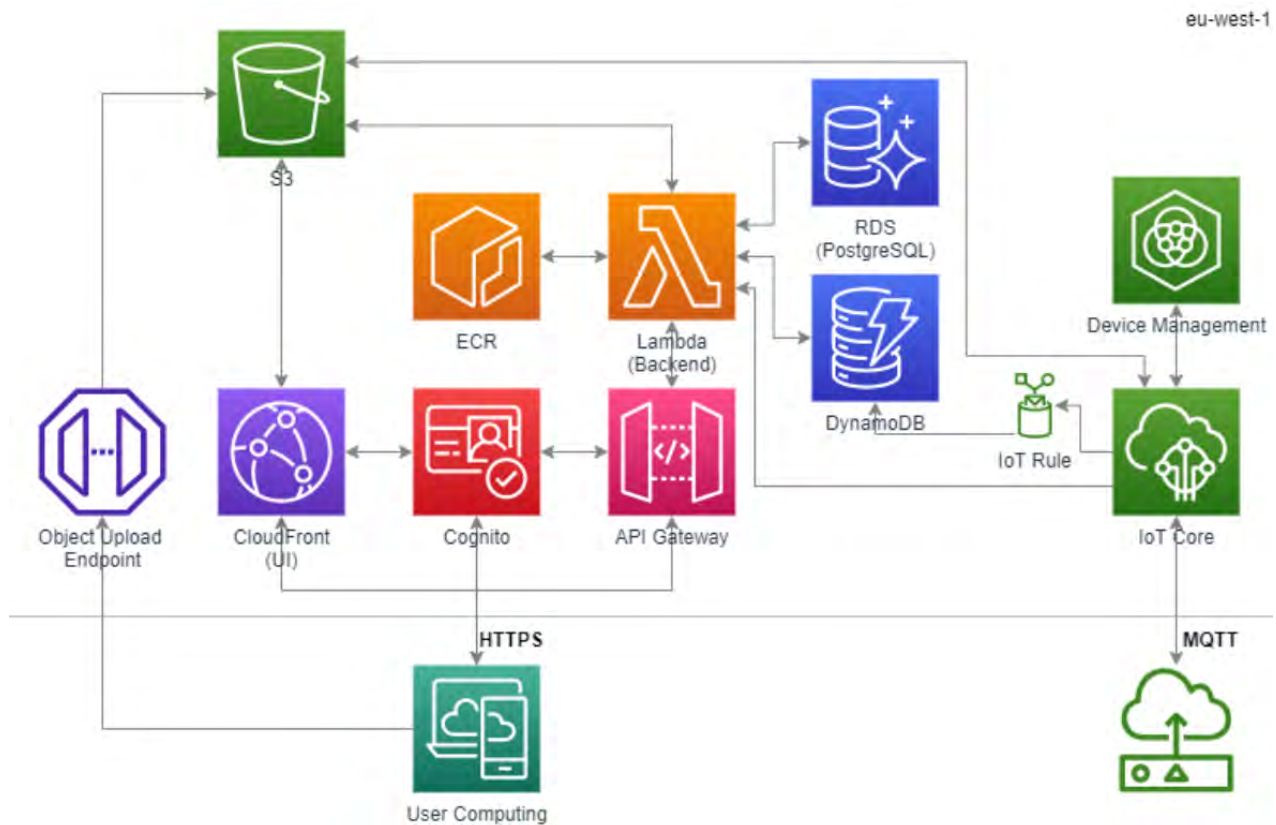 eu-west-1
S3
RDS
(PostgreSQL)
ECR
Lambda
(Backend)
Device Management
DynamoDB
IoT Rule
</>
Object Upload
Endpoint
CloudFront
(UI)
Cognito
API Gateway
IoT Core
HTTPS
MQTT
User Computing